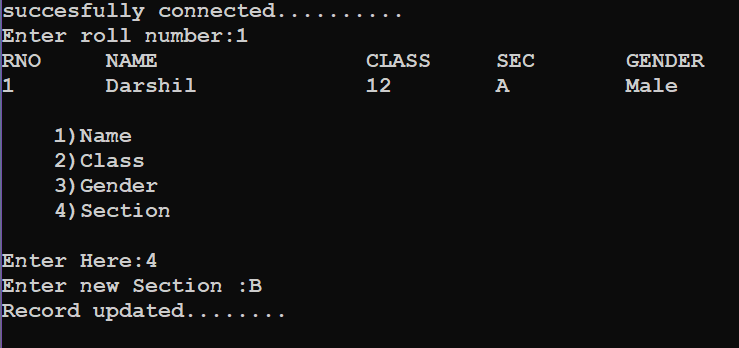 succesfully connected..........
Enter roll number:1
RNO NAME CLASS SEC GENDER
1 Darshil 12 A Male
1)Name
2)Class
3)Gender
4)Section
Enter Here:4
Enter new Section :B
Record updated........